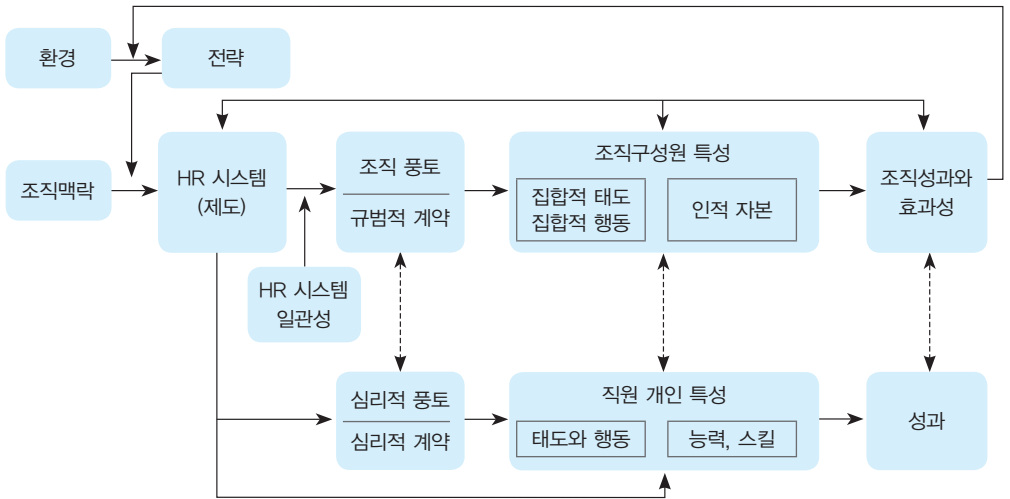 환경
전략
조직맥락
HR 시스템
(제도)
조직 풍토
규범적 계약
조직구성원 특성
집합적 태도
집합적 행동
인적 자본
조직성과와
효과성
HR 시스템
일관성
심리적 풍토
심리적 계약
직원 개인 특성
태도와 행동
능력, 스킬
성과